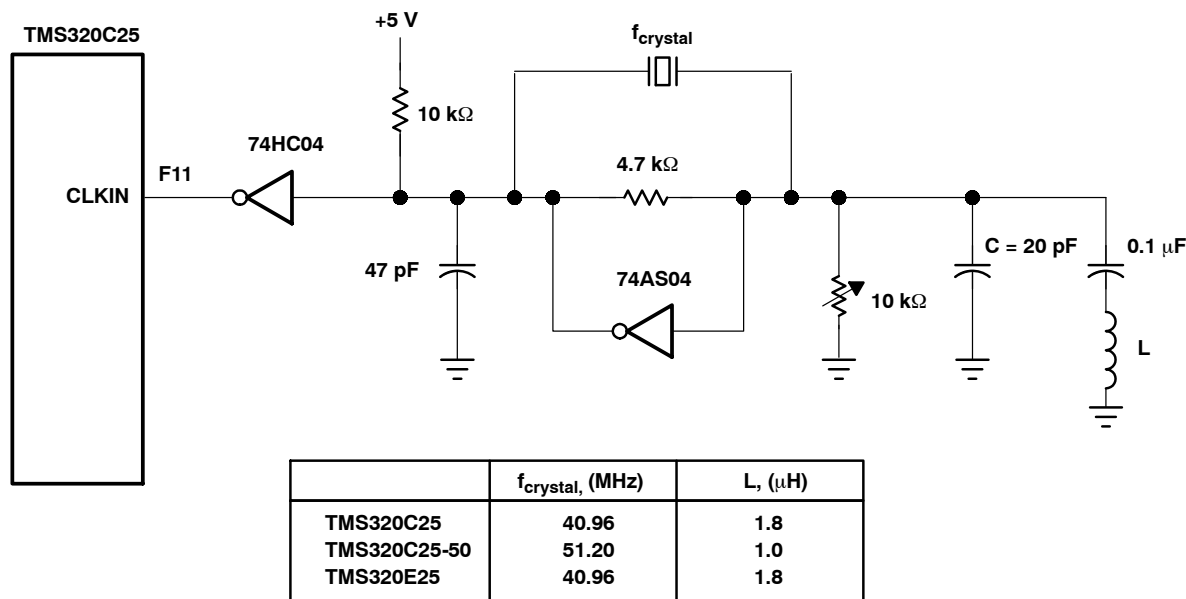 TMS320C25
+5 V
fcrystal
10 kΩ
74HC04
4.7 kΩ
F11
CLKIN
47 pF
74AS04
10 kΩ
C = 20 pF
0.1 μF
L
fcrystal, (MHz) L, (μH)
TMS320C25 40.96 1.8
TMS320C25-50 51.20 1.0
TMS320E25 40.96 1.8